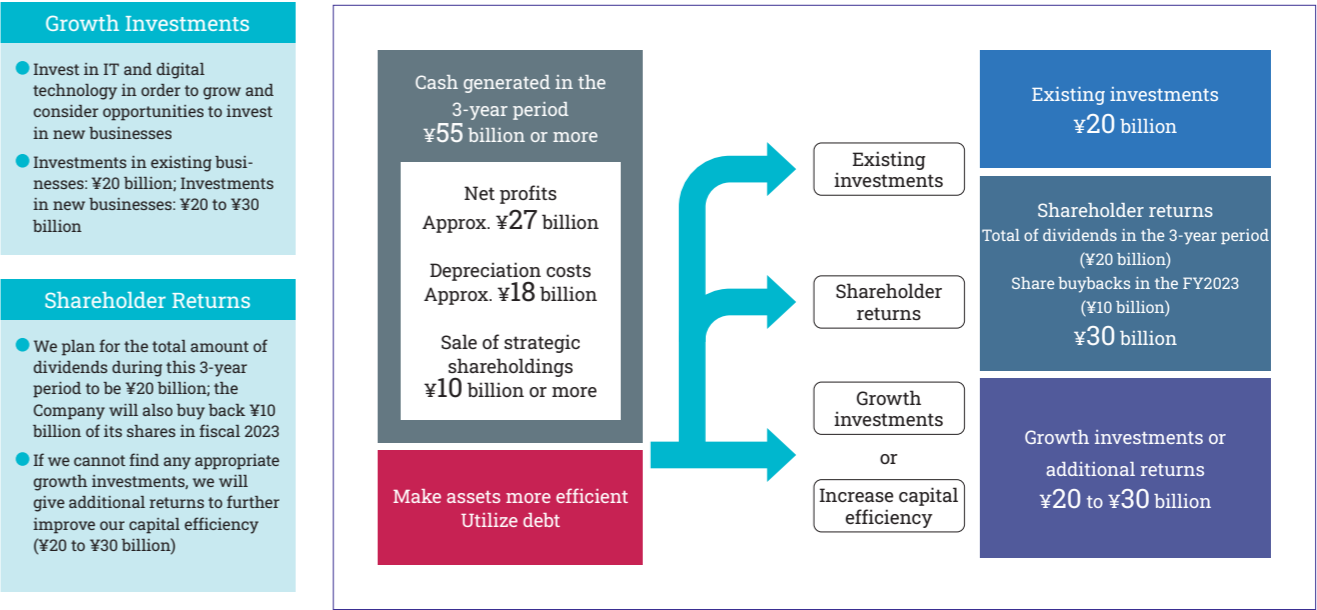 Growth Investments
● Invest in IT and digital
technology in order to grow and
consider opportunities to invest
in new businesses
● Investments in existing busi-
nesses: ¥20 billion; Investments
in new businesses: ¥20 to ¥30
billion
Shareholder Returns
● We plan for the total amount of
dividends during this 3-year
period to be ¥20 billion; the
Company will also buy back ¥10
billion of its shares in fiscal 2023
● If we cannot find any appropriate
growth investments, we will
give additional returns to further
improve our capital efficiency
(¥20 to ¥30 billion)
Cash generated in the
3-year period
¥55 billion or more
Net profits
Approx. ¥27 billion
Depreciation costs
Approx. ¥18 billion
Sale of strategic
shareholdings
¥10 billion or more
Make assets more efficient
Utilize debt
Existing
investments
Shareholder
returns
Growth
investments
or
Increase capital
efficiency
Existing investments
¥20 billion
Shareholder returns
Total of dividends in the 3-year period
(¥20 billion)
Share buybacks in the FY2023
(¥10 billion)
¥30 billion
Growth investments or
additional returns
¥20 to ¥30 billion